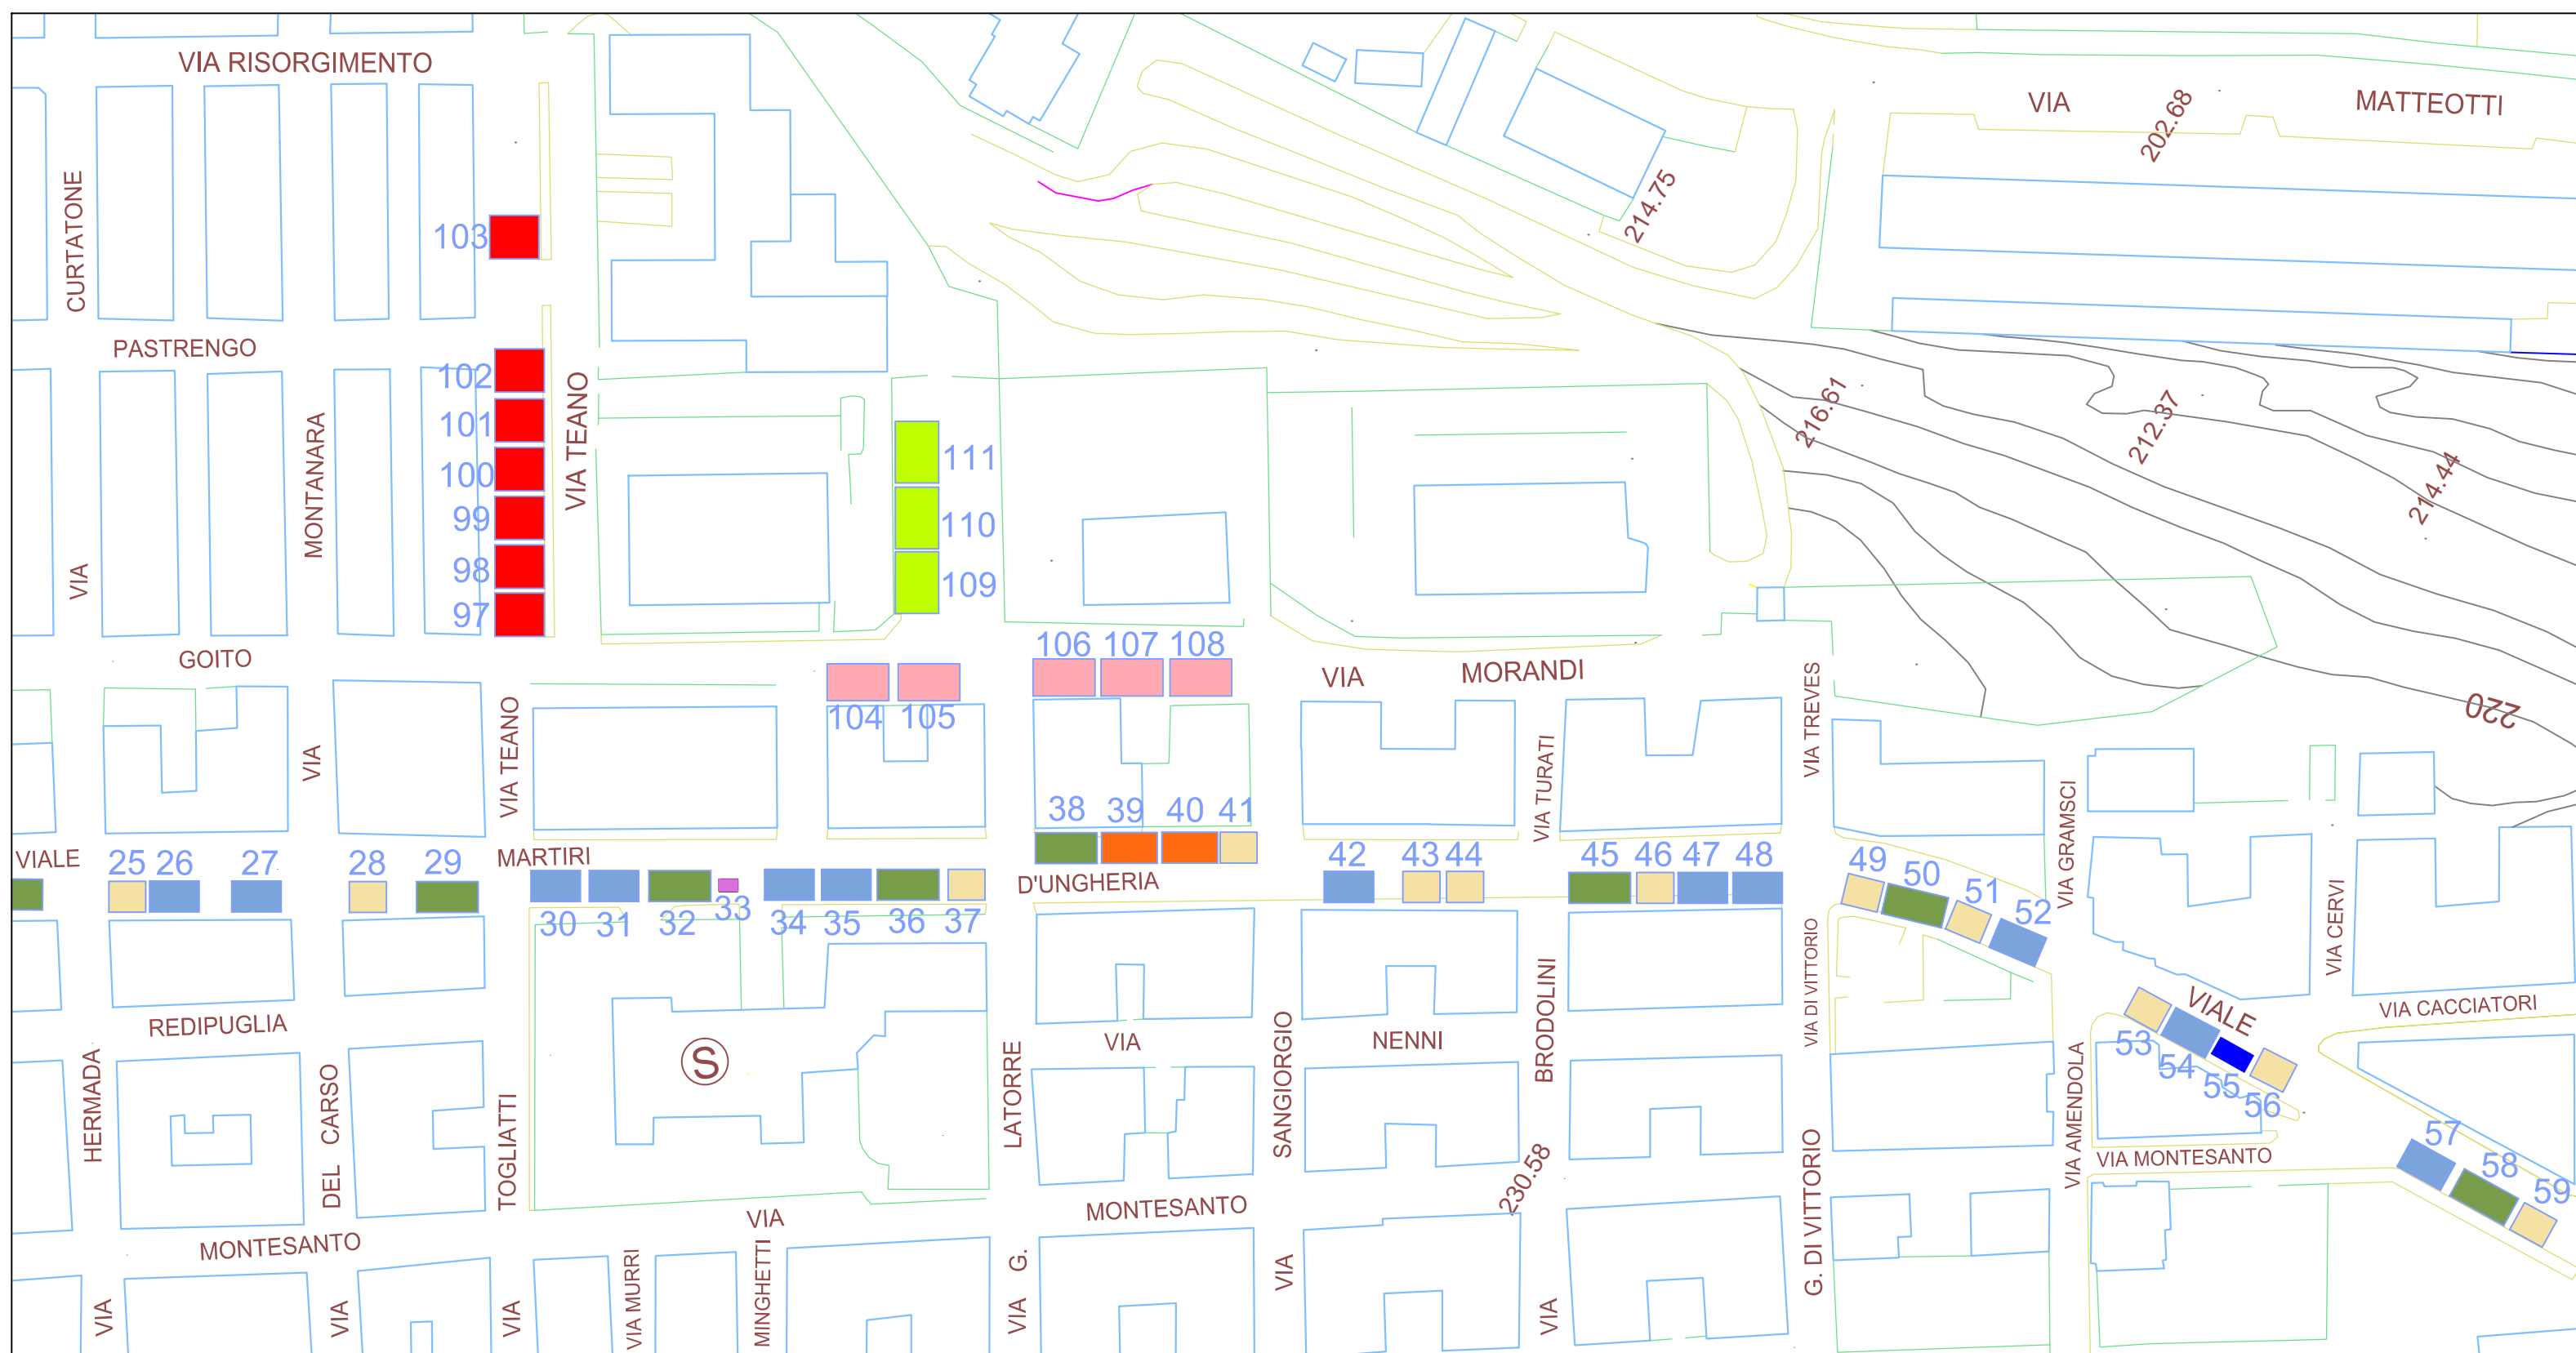 VIA RISORGIMENTO
VIA
MATTEOTTI
202.68
214.75
CURTATONE
VIA
103
PASTRENGO
102
101
100
99
98
97
MONTANARA
VIA
VIA TEANO
111
110
109
216.61
212.37
214.44
220
GOITO
106 107 108
VIA
MORANDI
104 105
VIA TEANO
VIA TURATI
VIA TREVES
VIA GRAMSCI
VIA CERVI
38 39 40 41
VIALE
MARTIRI
D'UNGHERIA
25 26 27 28 29
42 43 44 45 46 47 48
49 50 51 52
30 31 32 33 34 35 36 37
VIALE
53 54 55 56
57 58 59
REDIPUGLIA
VIA
NENNI
VIA CACCIATORI
S
HERMADA
VIA
DEL CARSO
VIA
TOGLIATTI
VIA
LATORRE
VIA G.
SANGIORGIO
VIA
BRODOLINI
VIA
VIA DI VITTORIO
G. DI VITTORIO
VIA AMENDOLA
VIA MONTESANTO
230.58
MONTESANTO
VIA
MONTESANTO
VIA MURRI
MINGHETTI